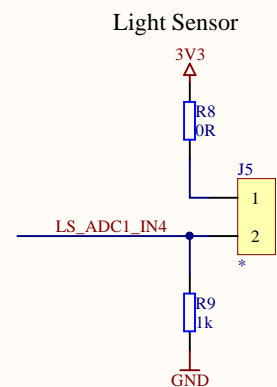 Light Sensor
3V3
R8
0R
J5
1
LS_ADC1_IN4
2
*
R9
1k
GND